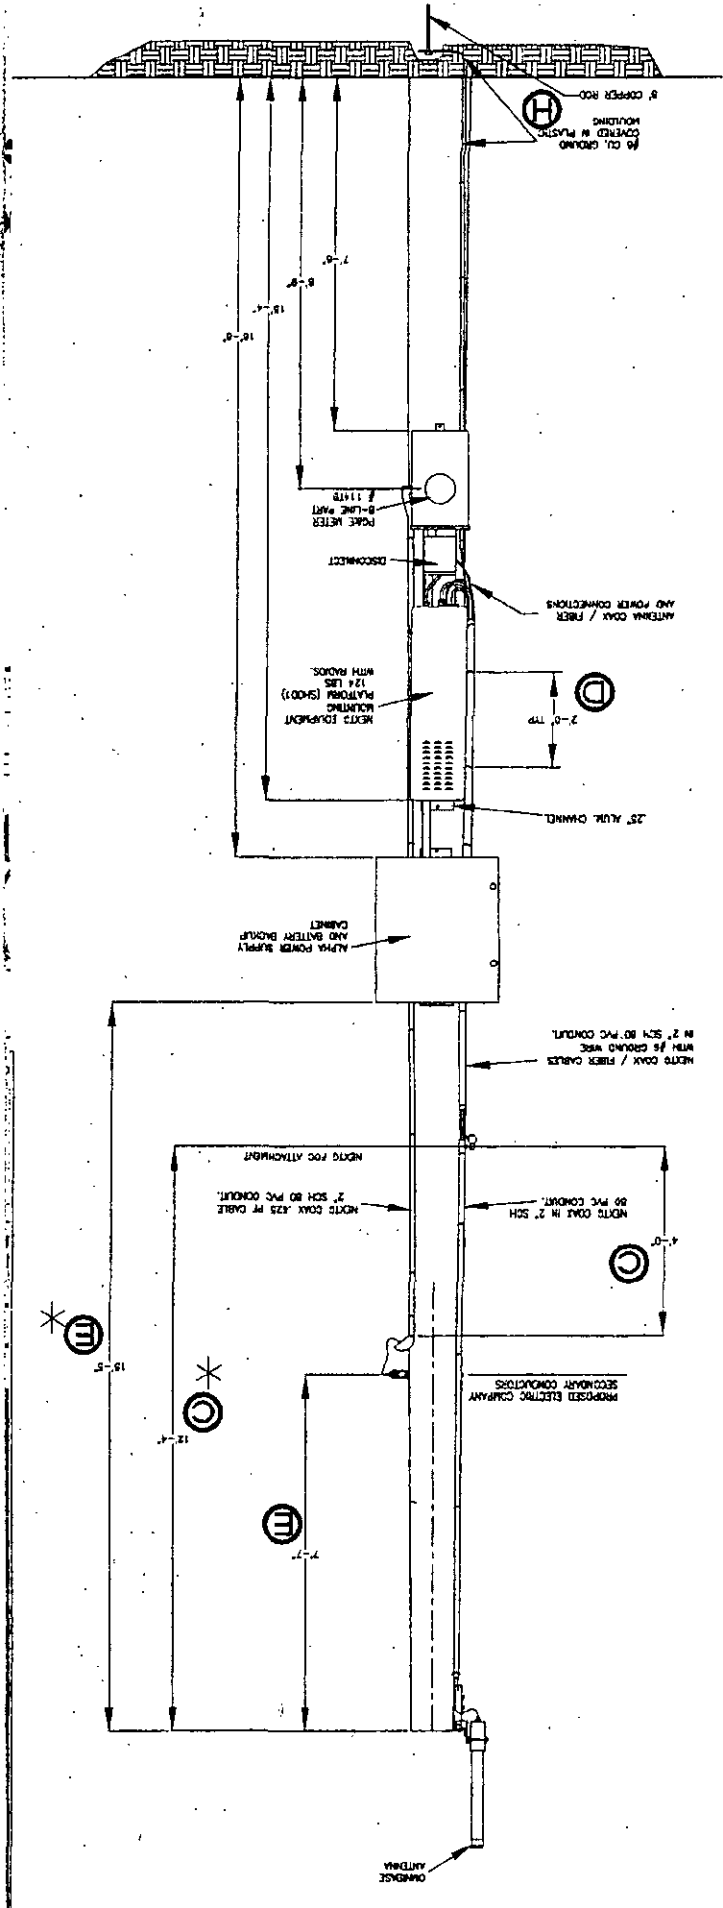 OMNIBASE
ANTENNA
7'-7"
E
PROPOSED ELECTRIC COMPANY
SECONDARY CONDUCTORS
12'-4"
C
15'-5"
E
4'-0"
C
NEXTG COAX IN 2" SCH
80 PVC CONDUIT.
NEXTG COAX .425 PF CABLE
2" SCH 80 PVC CONDUIT.
NEXTG FOC ATTACHMENT
NEXTG COAX / FIBER CABLES
WITH #6 GROUND WIRE
IN 2" SCH 80 PVC CONDUIT.
ALPHA POWER SUPPLY
AND BATTERY BACKUP
CABINET
.25" ALUM. CHANNEL
2'-0" TYP
D
NEXTG EQUIPMENT
MOUNTING
PLATFORM (SH001)
124 LBS
WITH RADIOS.
ANTENNA COAX / FIBER
AND POWER CONNECTIONS
DISCONNECT
PG&E METER
B-LINE PART
# 114TB
16'-8"
15'-4"
8'-9"
7'-6"
#6 CU. GROUND
COVERED W PLASTIC
MOULDING
H
8' COPPER ROD